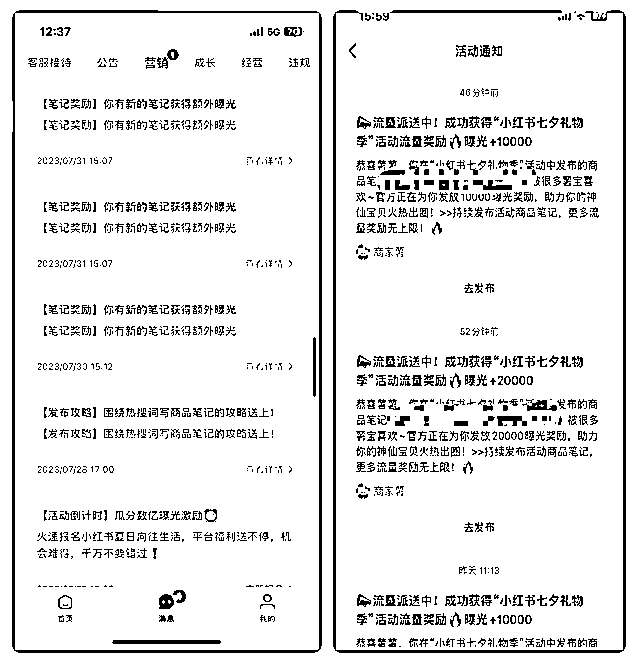 12:37
5G
客服接待 公告 营销 成长 经营 违规
【笔记奖励】你有新的笔记获得额外曝光
【笔记奖励】你有新的笔记获得额外曝光
2023/07/31 15:07 查看详情
【笔记奖励】你有新的笔记获得额外曝光
【笔记奖励】你有新的笔记获得额外曝光
2023/07/31 15:07 查看详情
【笔记奖励】你有新的笔记获得额外曝光
【笔记奖励】你有新的笔记获得额外曝光
2023/07/30 15:12 查看详情
【发布攻略】围绕热搜词写商品笔记的攻略送上!
【发布攻略】围绕热搜词写商品笔记的攻略送上!
2023/07/28 17:00 查看详情
【活动倒计时】瓜分数亿曝光激励
火速报名小红书夏日向往生活，平台福利送不停，机
会难得，千万不要错过
首页 消息 我的
15:59
活动通知
46分钟前
流量派送中！成功获得“小红书七夕礼物
季”活动流量奖励 曝光+10000
恭喜薯薯，你在“小红书七夕礼物季”活动中发布的商
品笔 被很多薯宝喜
欢~官方正在为你发放10000曝光奖励，助力你的神
仙宝贝火热出圈！>>持续发布活动商品笔记，更多流
量奖励无上限！
商家薯
去发布
52分钟前
流量派送中！成功获得“小红书七夕礼物
季”活动流量奖励 曝光+20000
恭喜薯薯，你在“小红书七夕礼物季”活动中发布的商
品笔记 被很多
薯宝喜欢~官方正在为你发放20000曝光奖励，助力
你的神仙宝贝火热出圈！>>持续发布活动商品笔记，
更多流量奖励无上限！
商家薯
去发布
昨天 11:13
流量派送中！成功获得“小红书七夕礼物
季”活动流量奖励 曝光+10000
恭喜薯薯，你在“小红书七夕礼物季”活动中发布的商